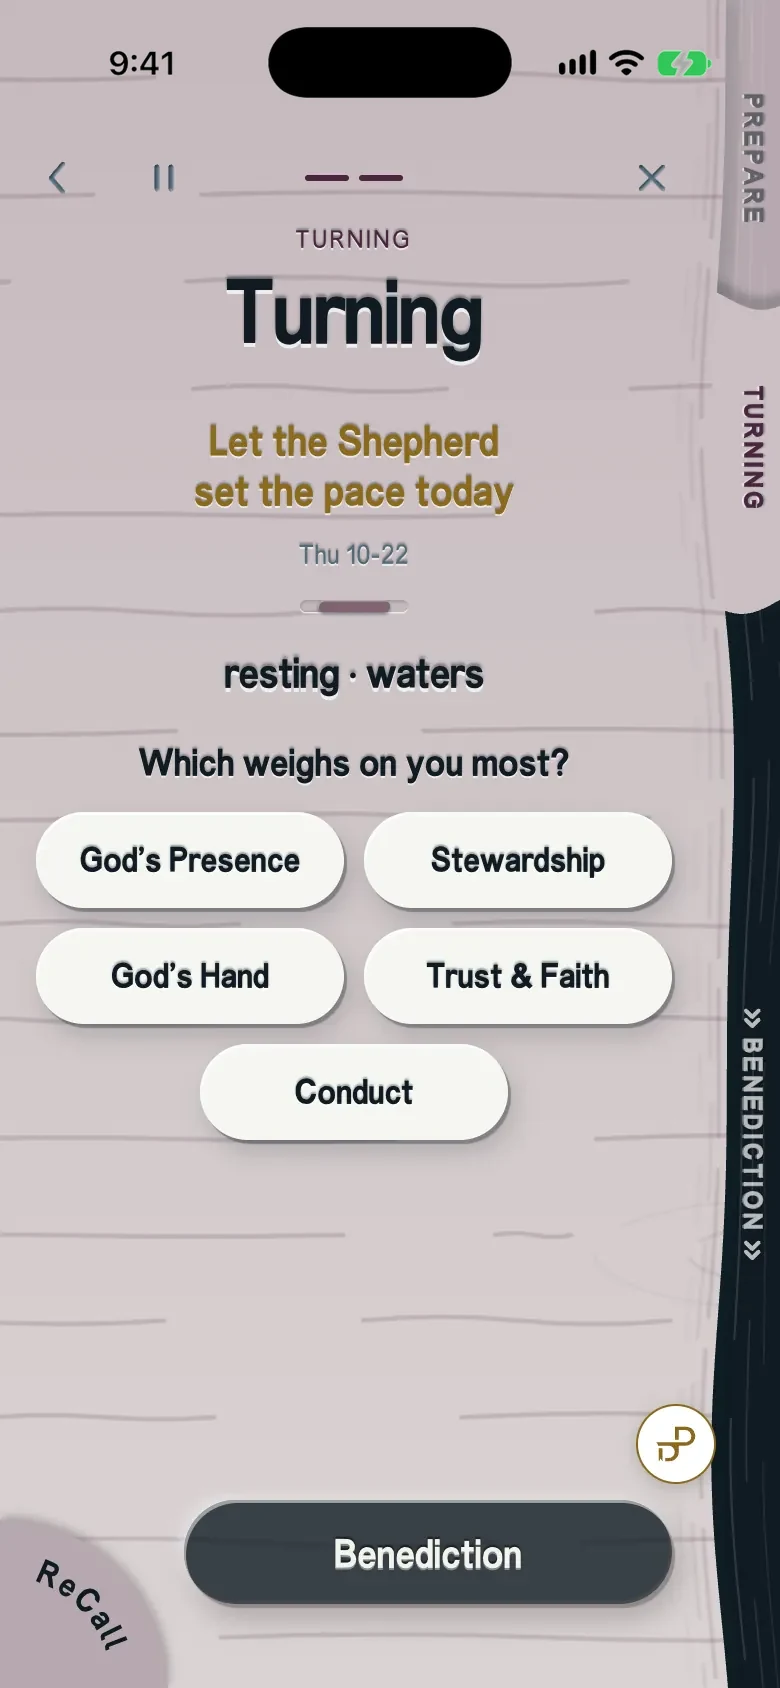 9:41
PREPARE
TURNING
Turning
TURNING
Let the Shepherd
set the pace today
Thu 10-22
resting · waters
Which weighs on you most?
God's Presence
Stewardship
God's Hand
Trust & Faith
Conduct
» BENEDICTION »
Benediction
ReCall